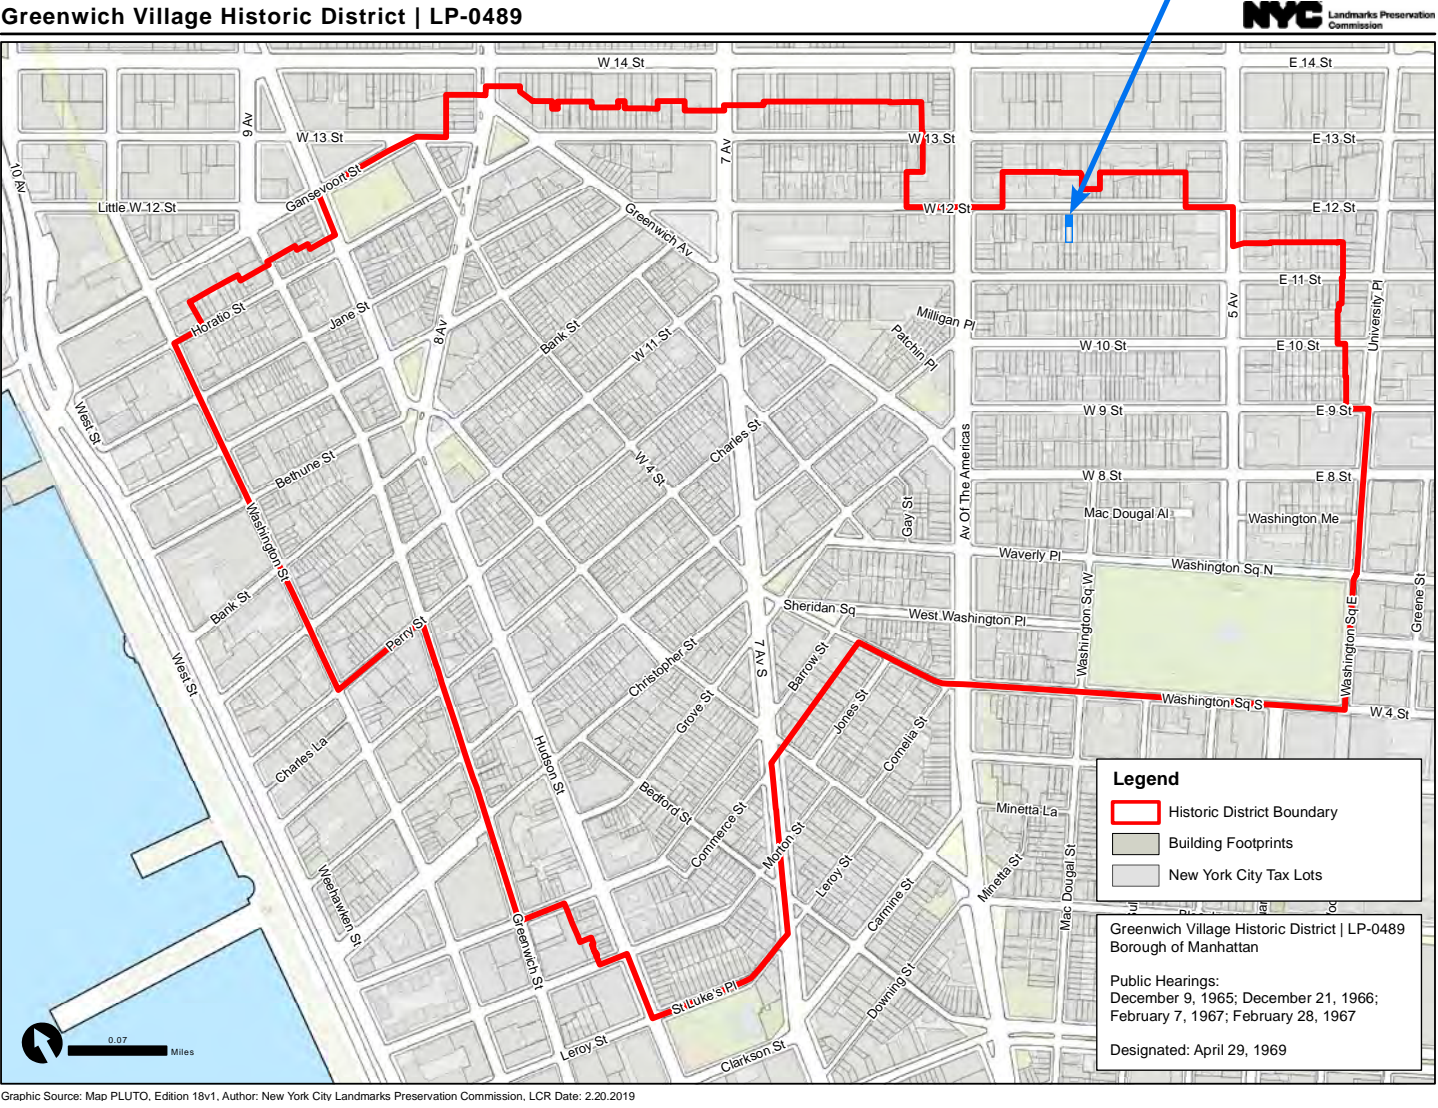 Greenwich Village Historic District | LP-0489
NYC Landmarks Preservation
Commission
W 14 St
E 14 St
9 Av
W 13 St
7 Av
W 13 St
E 13 St
10 Av
Gansevoort St
Little W 12 St
Greenwich Av
W 12 St
E 12 St
E 11 St
Horatio St
Jane St
8 Av
Bank St
W 11 St
Milligan Pl
Patchin Pl
5 Av
University Pl
W 10 St
E 10 St
West St
W 9 St
E 9 St
Charles St
Av Of The Americas
Bethune St
W 4 St
W 8 St
E 8 St
Gay St
Mac Dougal Al
Washington Me
Washington St
Waverly Pl
Washington Sq N
Bank St
Perry St
Sheridan Sq
West Washington Pl
Washington Sq W
Washington Sq E
Greene St
West St
Christopher St
7 Av S
Barrow St
Grove St
Jones St
Cornelia St
Washington Sq S
W 4 St
Charles La
Hudson St
Bedford St
Commerce St
Morton St
Leroy St
Carmine St
Minetta La
Minetta St
Mac Dougal St
Weehawken St
Greenwich St
St Luke's Pl
Downing St
Leroy St
Clarkson St
Legend
Historic District Boundary
Building Footprints
New York City Tax Lots
Greenwich Village Historic District | LP-0489
Borough of Manhattan
Public Hearings:
December 9, 1965; December 21, 1966;
February 7, 1967; February 28, 1967
Designated: April 29, 1969
0.07
Miles
Graphic Source: Map PLUTO, Edition 18v1, Author: New York City Landmarks Preservation Commission, LCR Date: 2.20.2019